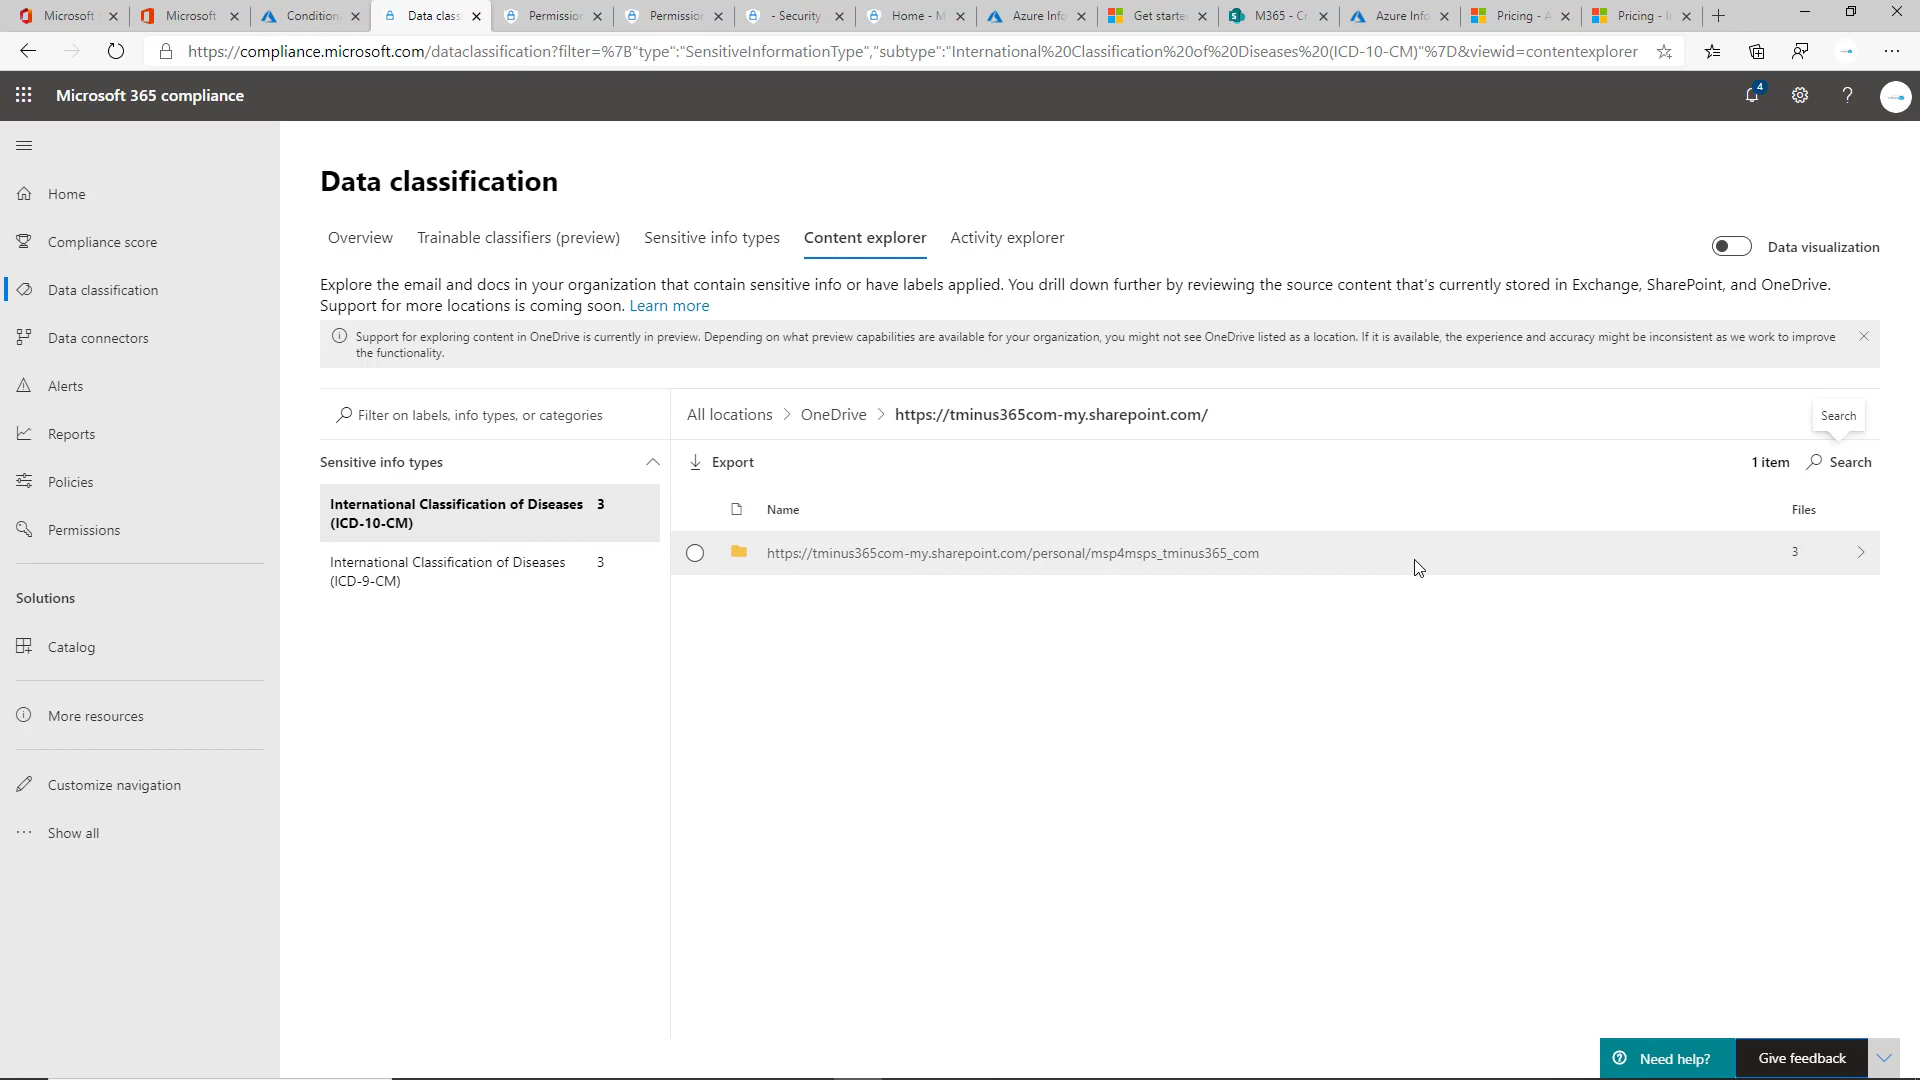 Microsoft
Microsoft
Condition
Data class
Permission
Permission
- Security
Home - M
Azure Info
Get starte
M365 - Cr
Azure Info
Pricing - A
Pricing - I
https://compliance.microsoft.com/dataclassification?filter=%7B"type":"SensitiveInformationType","subtype":"International%20Classification%20of%20Diseases%20(ICD-10-CM)"%7D&viewid=contentexplorer
Microsoft 365 compliance
4
Home
Compliance score
Data classification
Data connectors
Alerts
Reports
Policies
Permissions
Solutions
Catalog
More resources
Customize navigation
Show all
Data classification
Overview
Trainable classifiers (preview)
Sensitive info types
Content explorer
Activity explorer
Data visualization
Explore the email and docs in your organization that contain sensitive info or have labels applied. You drill down further by reviewing the source content that's currently stored in Exchange, SharePoint, and OneDrive.
Support for more locations is coming soon. Learn more
Support for exploring content in OneDrive is currently in preview. Depending on what preview capabilities are available for your organization, you might not see OneDrive listed as a location. If it is available, the experience and accuracy might be inconsistent as we work to improve
the functionality.
Filter on labels, info types, or categories
Sensitive info types
International Classification of Diseases 3
(ICD-10-CM)
International Classification of Diseases 3
(ICD-9-CM)
All locations > OneDrive > https://tminus365com-my.sharepoint.com/
Search
Export
1 item
Search
Name
Files
https://tminus365com-my.sharepoint.com/personal/msp4msps_tminus365_com
3
Need help?
Give feedback